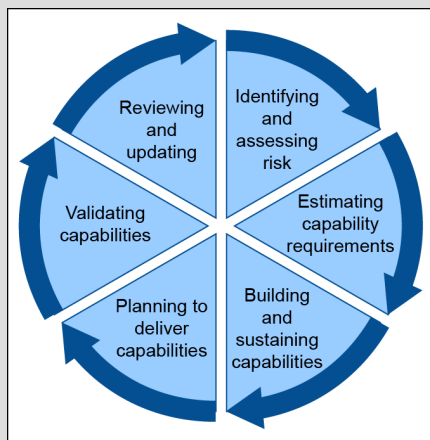 Identifying
and
assessing
risk
Estimating
capability
requirements
Building
and
sustaining
capabilities
Planning to
deliver
capabilities
Validating
capabilities
Reviewing
and
updating